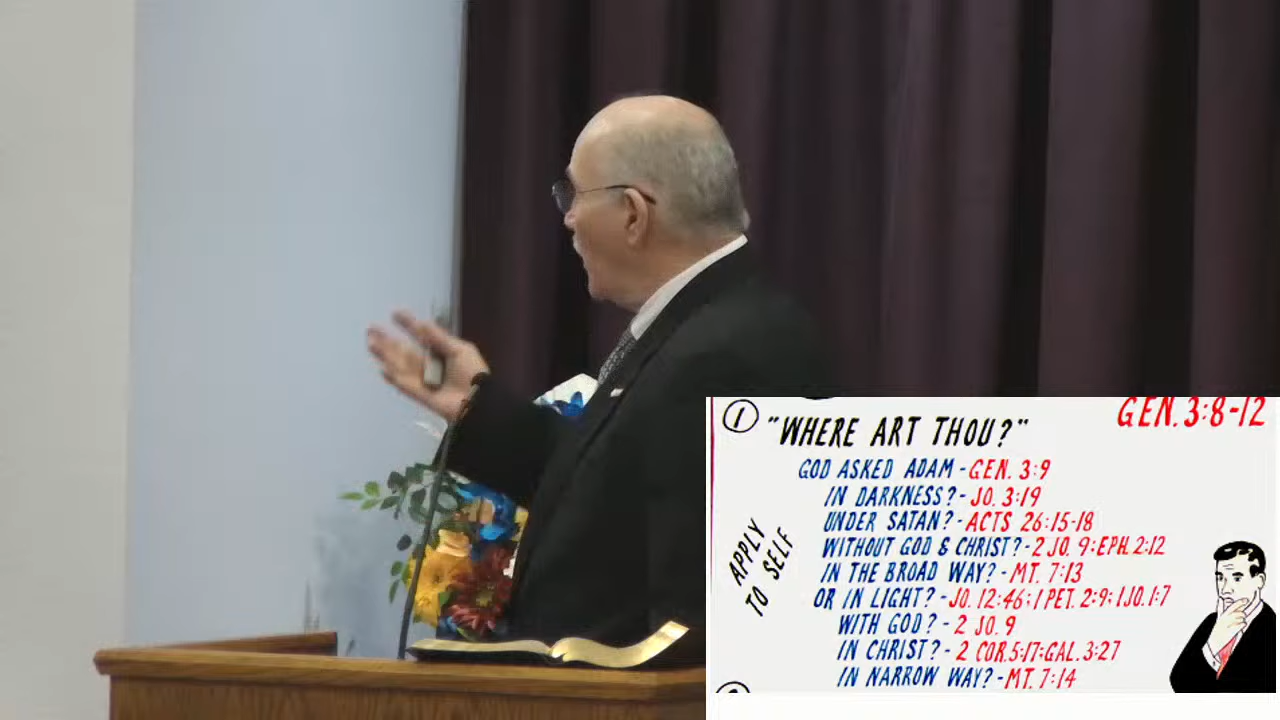 ① "WHERE ART THOU?" GEN. 3:8-12
GOD ASKED ADAM - GEN. 3:9
IN DARKNESS? - JO. 3:19
UNDER SATAN? - ACTS 26:15-18
WITHOUT GOD & CHRIST? - 2 JO. 9; EPH. 2:12
IN THE BROAD WAY? - MT. 7:13
OR IN LIGHT? - JO. 12:46; 1 PET. 2:9; 1 JO. 1:7
WITH GOD? - 2 JO. 9
IN CHRIST? - 2 COR. 5:17; GAL. 3:27
IN NARROW WAY? - MT. 7:14
APPLY
TO SELF